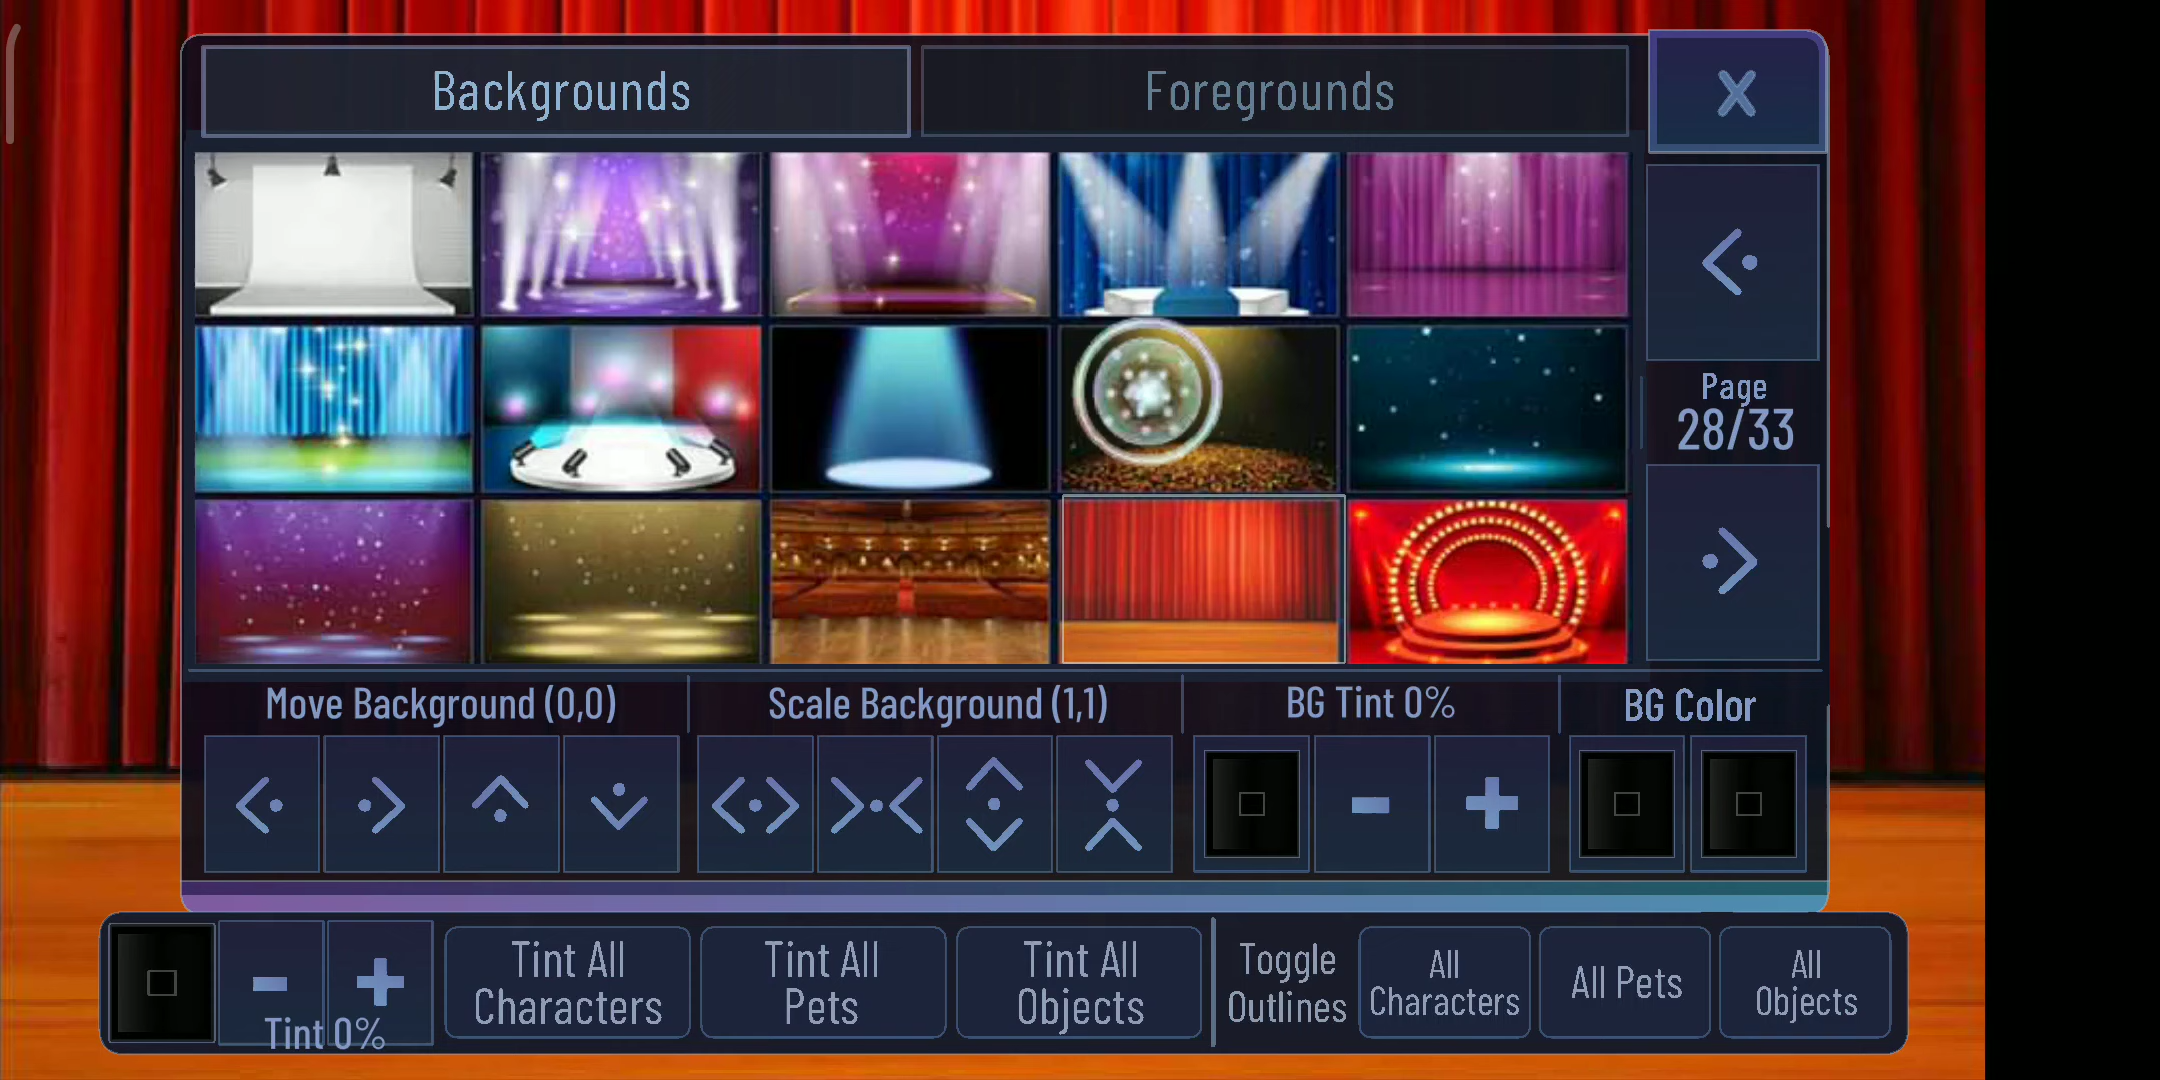 Backgrounds
Foregrounds
X
Page
28/33
Move Background (0,0)
Scale Background (1,1)
BG Tint 0%
BG Color
Tint 0%
Tint All
Characters
Tint All
Pets
Tint All
Objects
Toggle
Outlines
All
Characters
All Pets
All
Objects